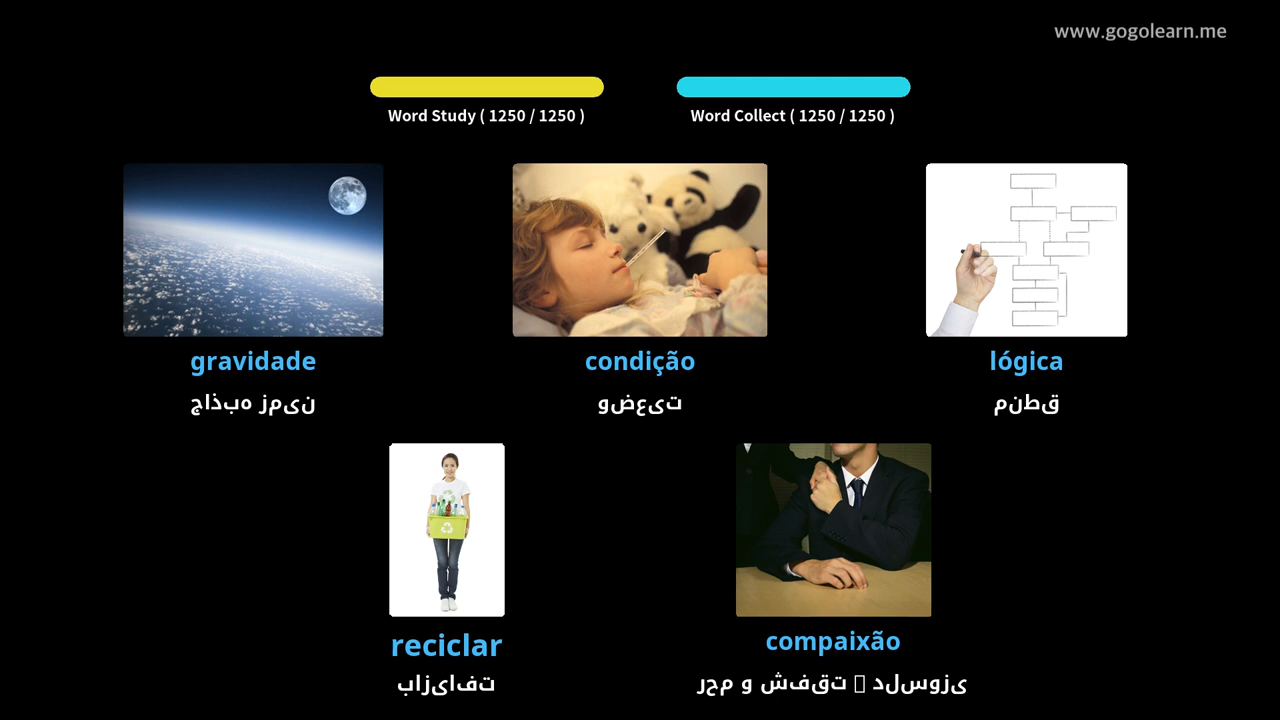 www.gogolearn.me
Word Study ( 1250 / 1250 )
Word Collect ( 1250 / 1250 )
gravidade
جاذبه زمین
condição
وضعیت
lógica
منطق
reciclar
بازیافت
compaixão
رحم و شفقت □ دلسوزی